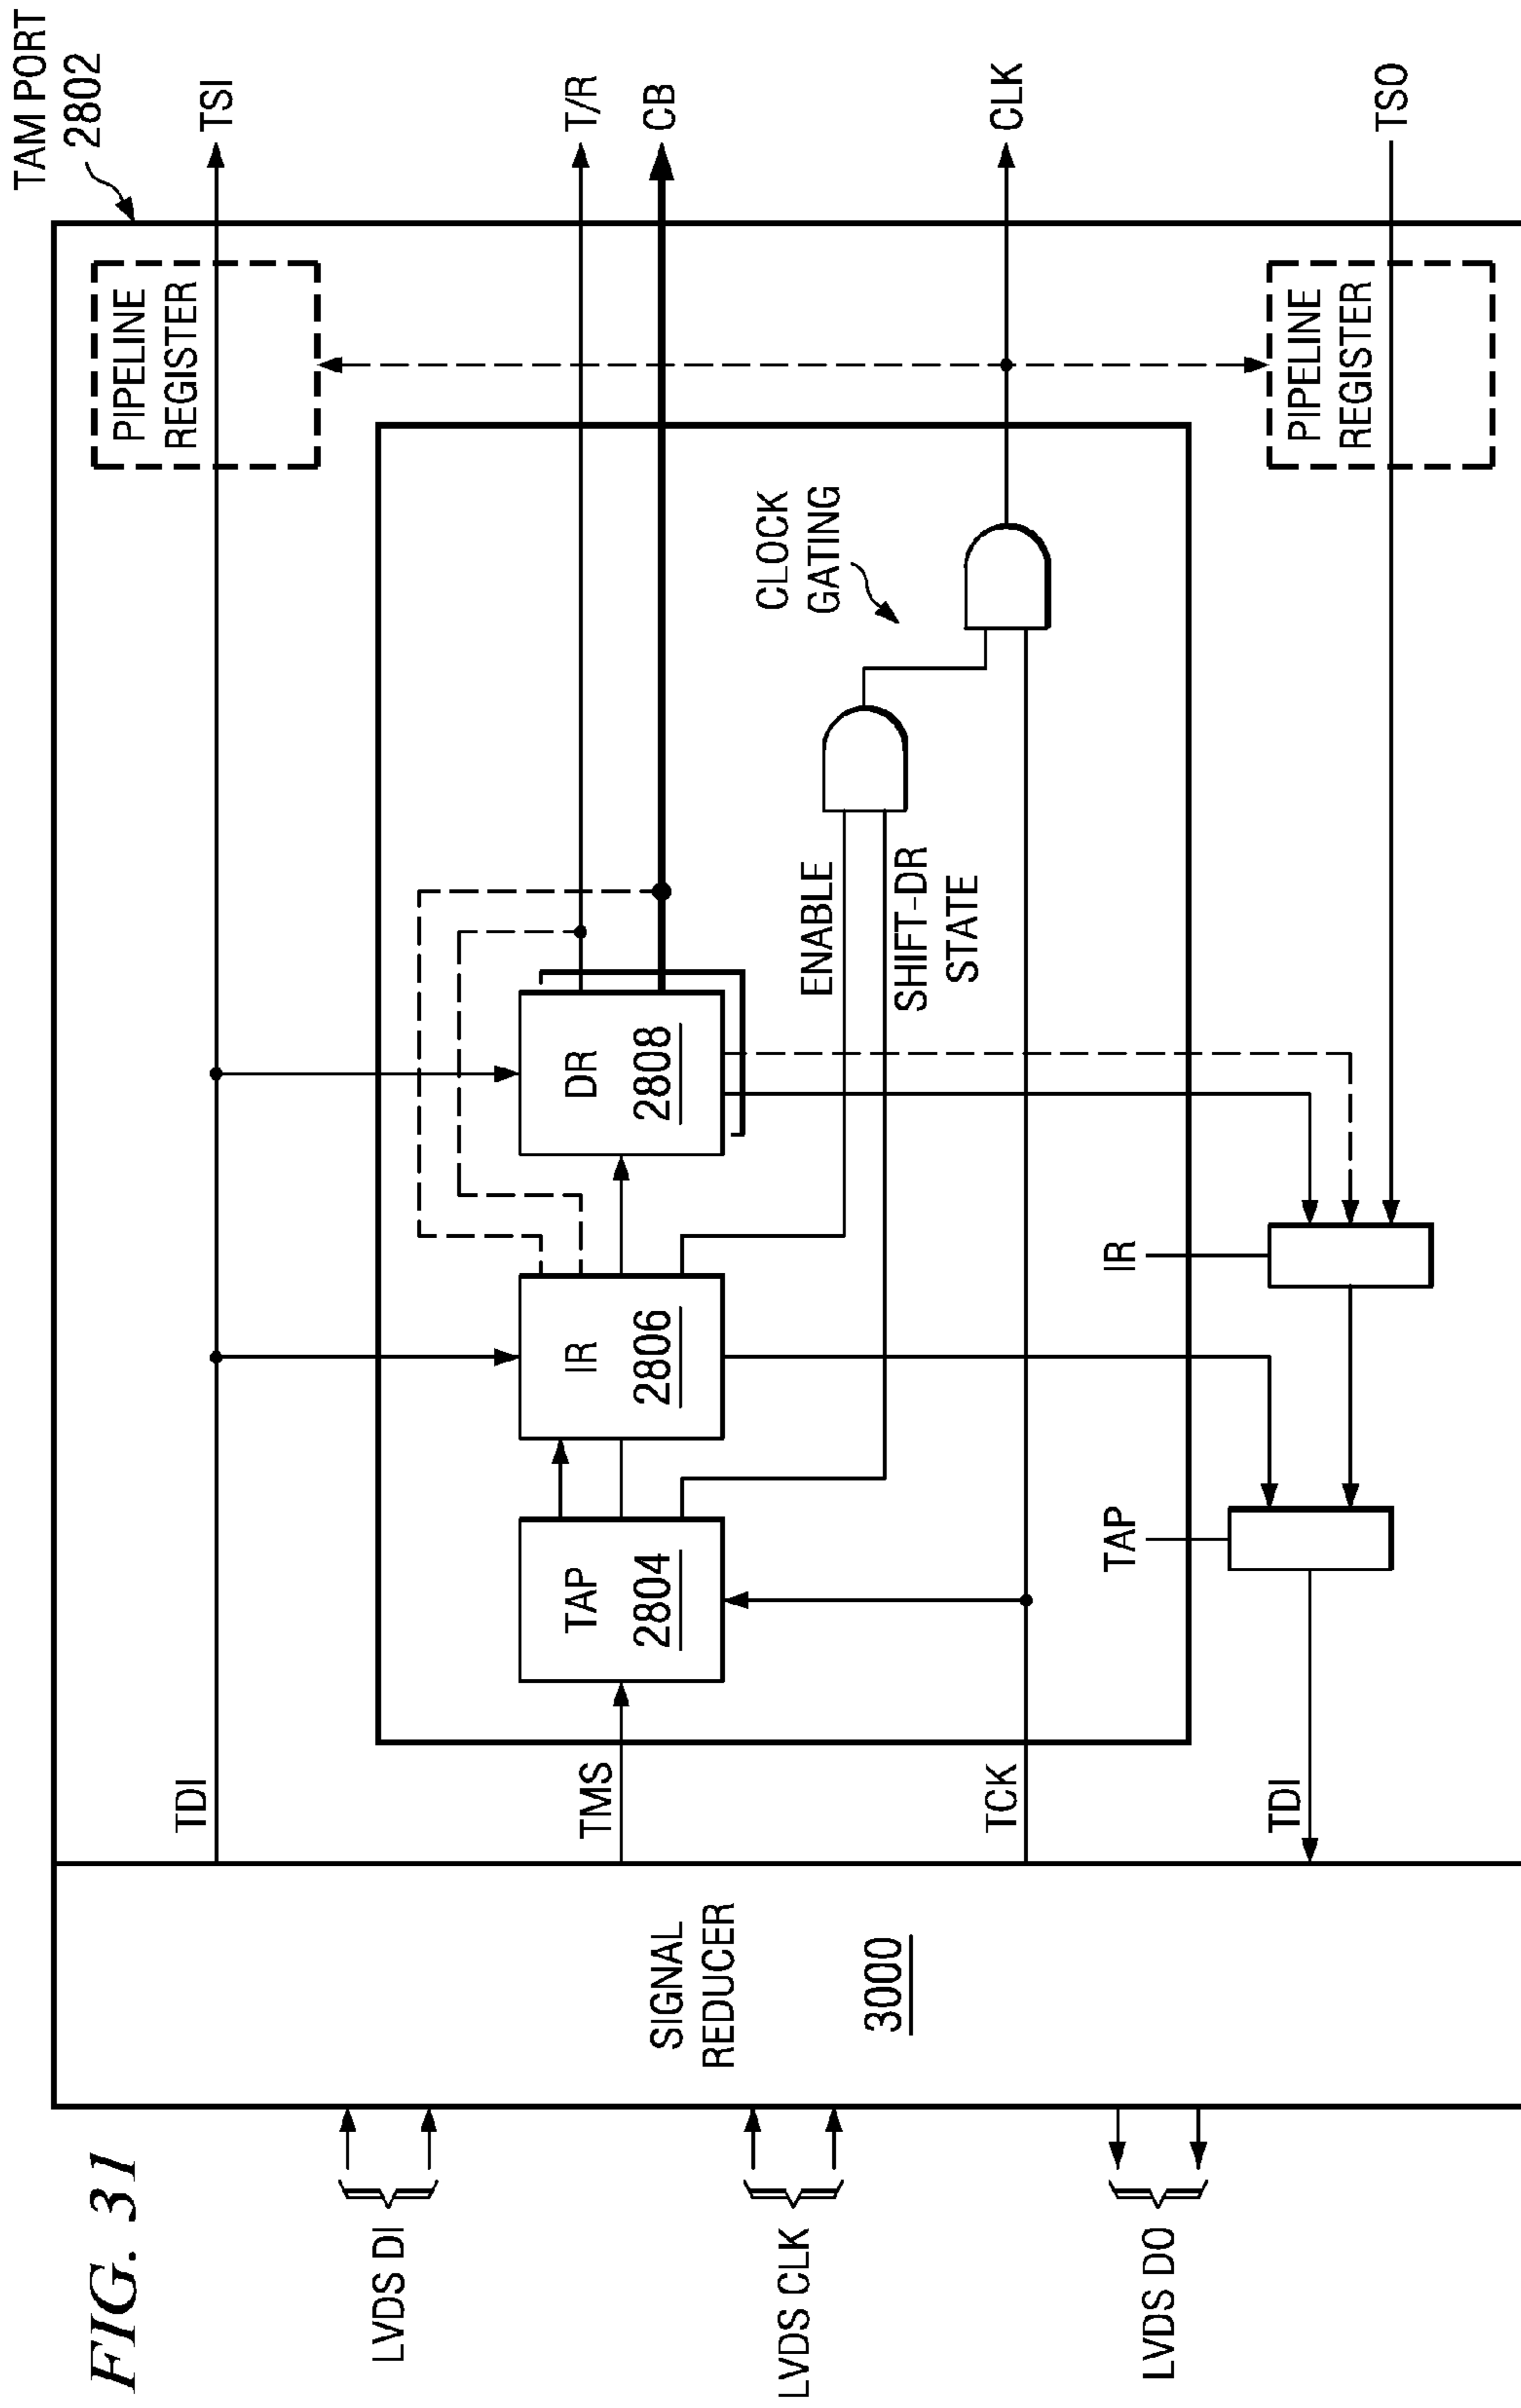 FIG. 31
TAM PORT
2802
LVDS DI
LVDS CLK
LVDS DO
SIGNAL
REDUCER
3000
TDI
TMS
TCK
TDI
TAP
2804
IR
2806
DR
2808
ENABLE
SHIFT-DR
STATE
CLOCK
GATING
TAP
IR
PIPELINE
REGISTER
PIPELINE
REGISTER
TSI
T/R
CB
CLK
TSO